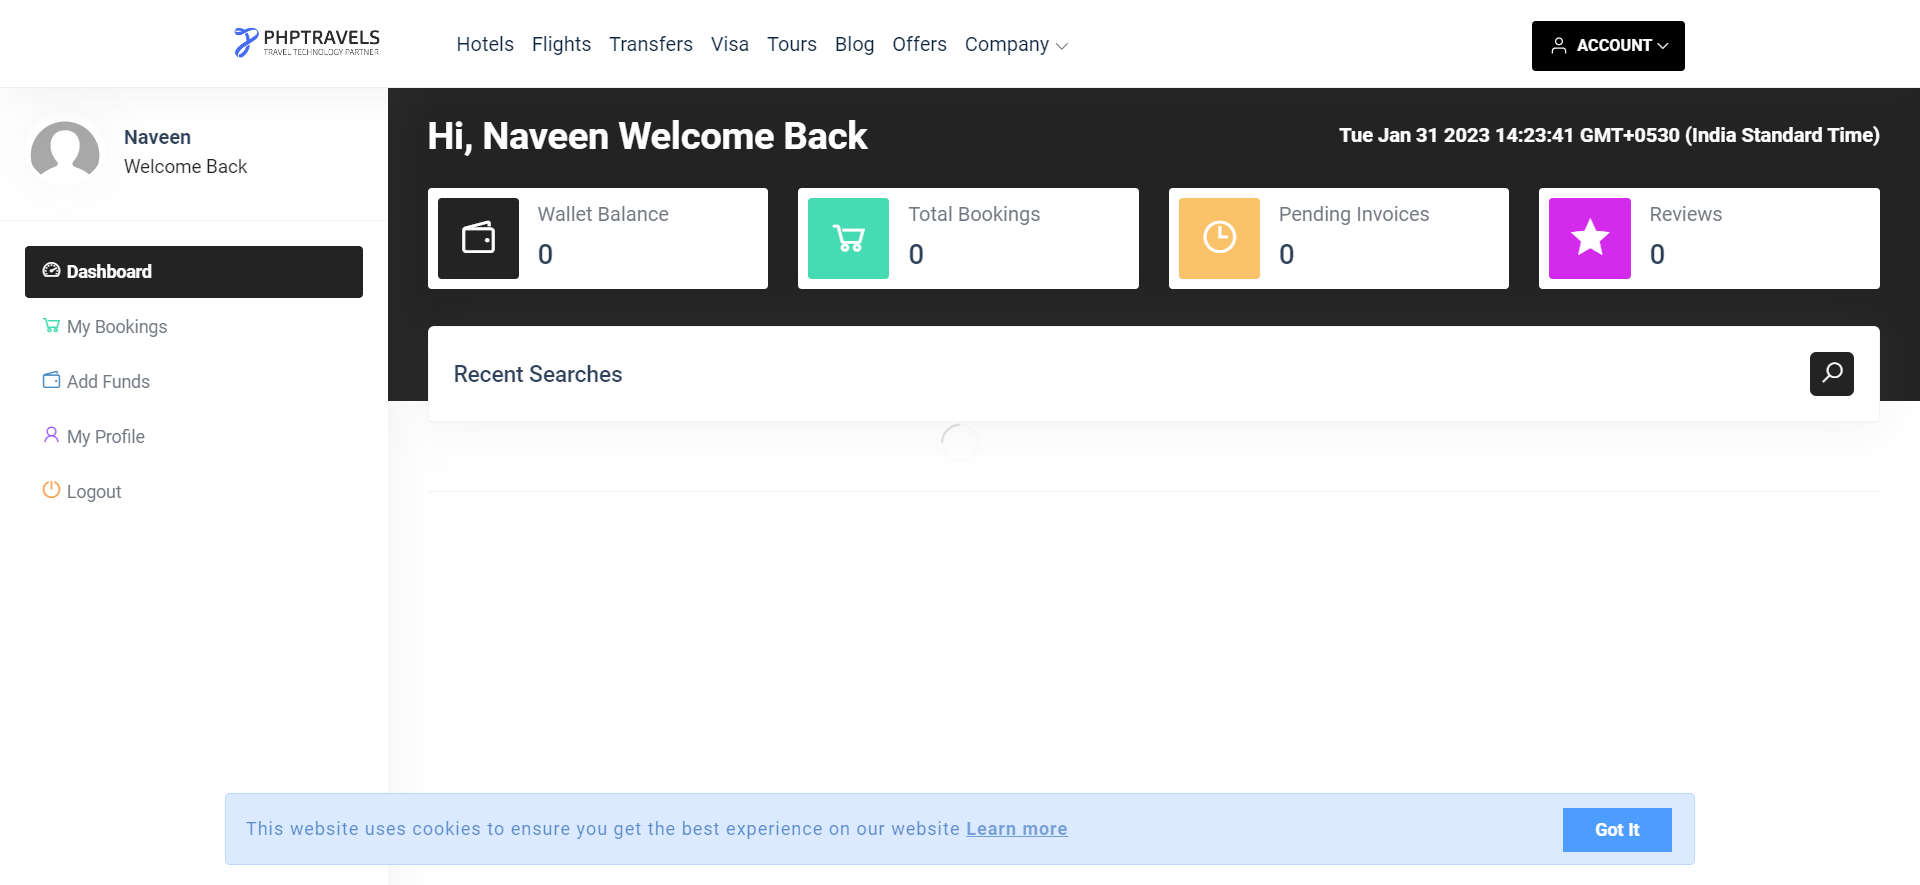 PHPTRAVELS
TRAVEL TECHNOLOGY PARTNER
Hotels Flights Transfers Visa Tours Blog Offers Company
ACCOUNT
Naveen
Welcome Back
Dashboard
My Bookings
Add Funds
My Profile
Logout
Hi, Naveen Welcome Back
Tue Jan 31 2023 14:23:41 GMT+0530 (India Standard Time)
Wallet Balance
0
Total Bookings
0
Pending Invoices
0
Reviews
0
Recent Searches
This website uses cookies to ensure you get the best experience on our website Learn more
Got It